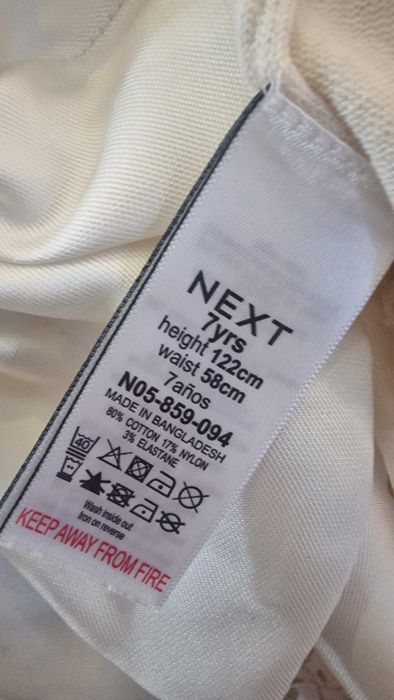 NEXT
7yrs
height 122cm
waist 58cm
7años
N05-859-094
MADE IN BANGLADESH
80% COTTON 17% NYLON
3% ELASTANE
40
Wash inside out
Iron on reverse
KEEP AWAY FROM FIRE